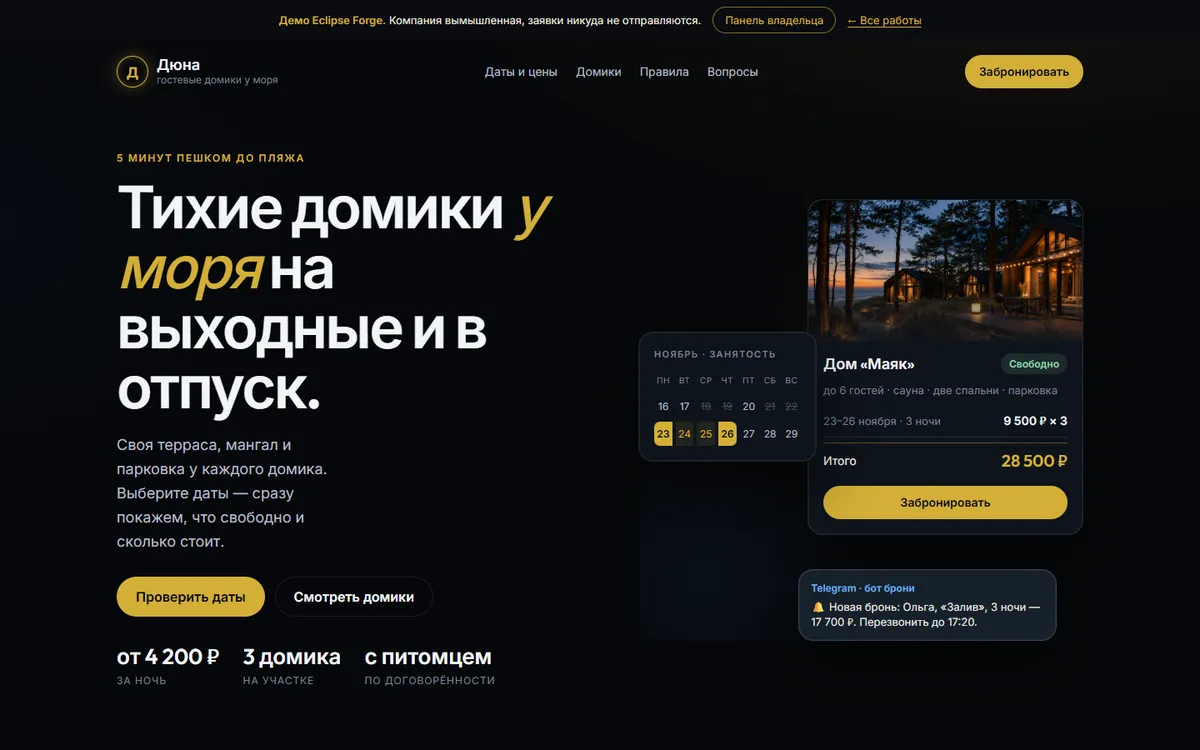 Демо Eclipse Forge. Компания вымышленная, заявки никуда не отправляются.
Панель владельца
← Все работы
Д
Дюна
гостевые домики у моря
Даты и цены
Домики
Правила
Вопросы
Забронировать
5 МИНУТ ПЕШКОМ ДО ПЛЯЖА
Тихие домики у
моря на
выходные и в
отпуск.
Своя терраса, мангал и
парковка у каждого домика.
Выберите даты — сразу
покажем, что свободно и
сколько стоит.
Проверить даты
Смотреть домики
от 4 200 ₽
ЗА НОЧЬ
3 домика
НА УЧАСТКЕ
с питомцем
ПО ДОГОВОРЁННОСТИ
НОЯБРЬ · ЗАНЯТОСТЬ
ПН ВТ СР ЧТ ПТ СБ ВС
16 17 18 19 20 21 22
23 24 25 26 27 28 29
Дом «Маяк»
Свободно
до 6 гостей · сауна · две спальни · парковка
23–26 ноября · 3 ночи
9 500 ₽ × 3
Итого
28 500 ₽
Забронировать
Telegram · бот брони
🔔 Новая бронь: Ольга, «Залив», 3 ночи —
17 700 ₽. Перезвонить до 17:20.